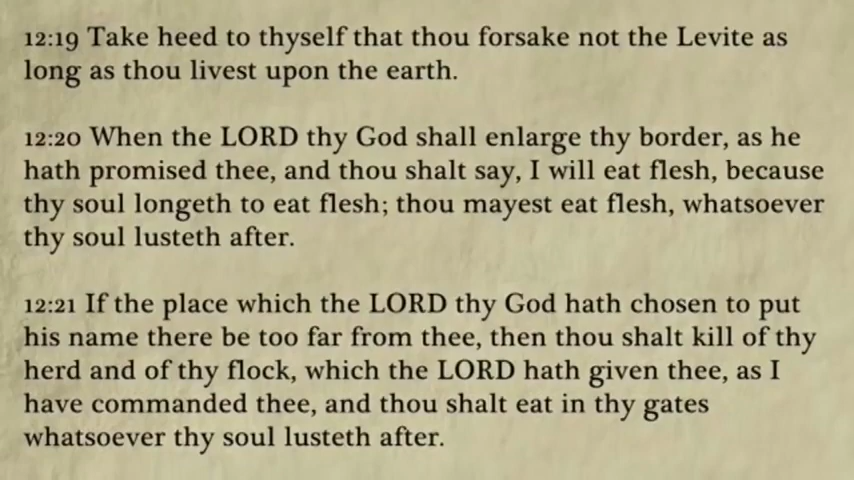 12:19 Take heed to thyself that thou forsake not the Levite as
long as thou livest upon the earth.
12:20 When the LORD thy God shall enlarge thy border, as he
hath promised thee, and thou shalt say, I will eat flesh, because
thy soul longeth to eat flesh; thou mayest eat flesh, whatsoever
thy soul lusteth after.
12:21 If the place which the LORD thy God hath chosen to put
his name there be too far from thee, then thou shalt kill of thy
herd and of thy flock, which the LORD hath given thee, as I
have commanded thee, and thou shalt eat in thy gates
whatsoever thy soul lusteth after.